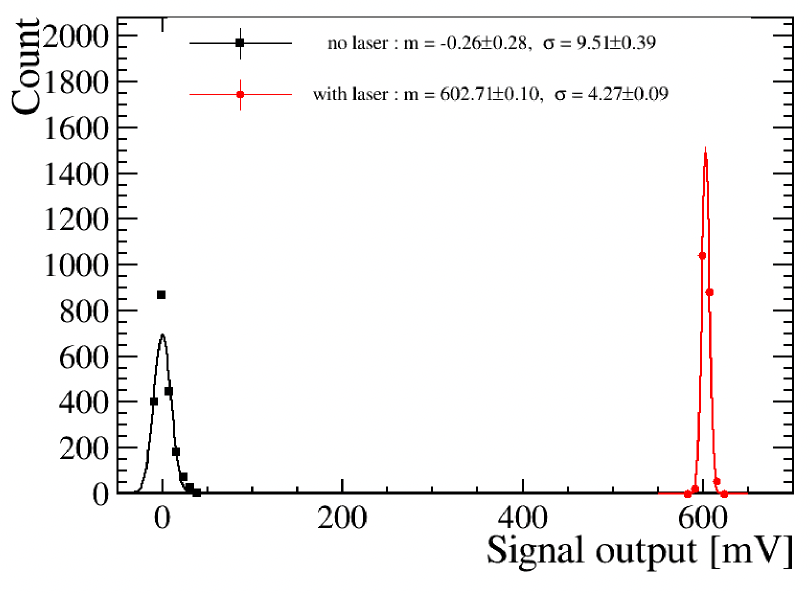 Count
2000
1800
1600
1400
1200
1000
800
600
400
200
0
no laser : m = -0.26±0.28, σ = 9.51±0.39
with laser : m = 602.71±0.10, σ = 4.27±0.09
0 200 400 600
Signal output [mV]